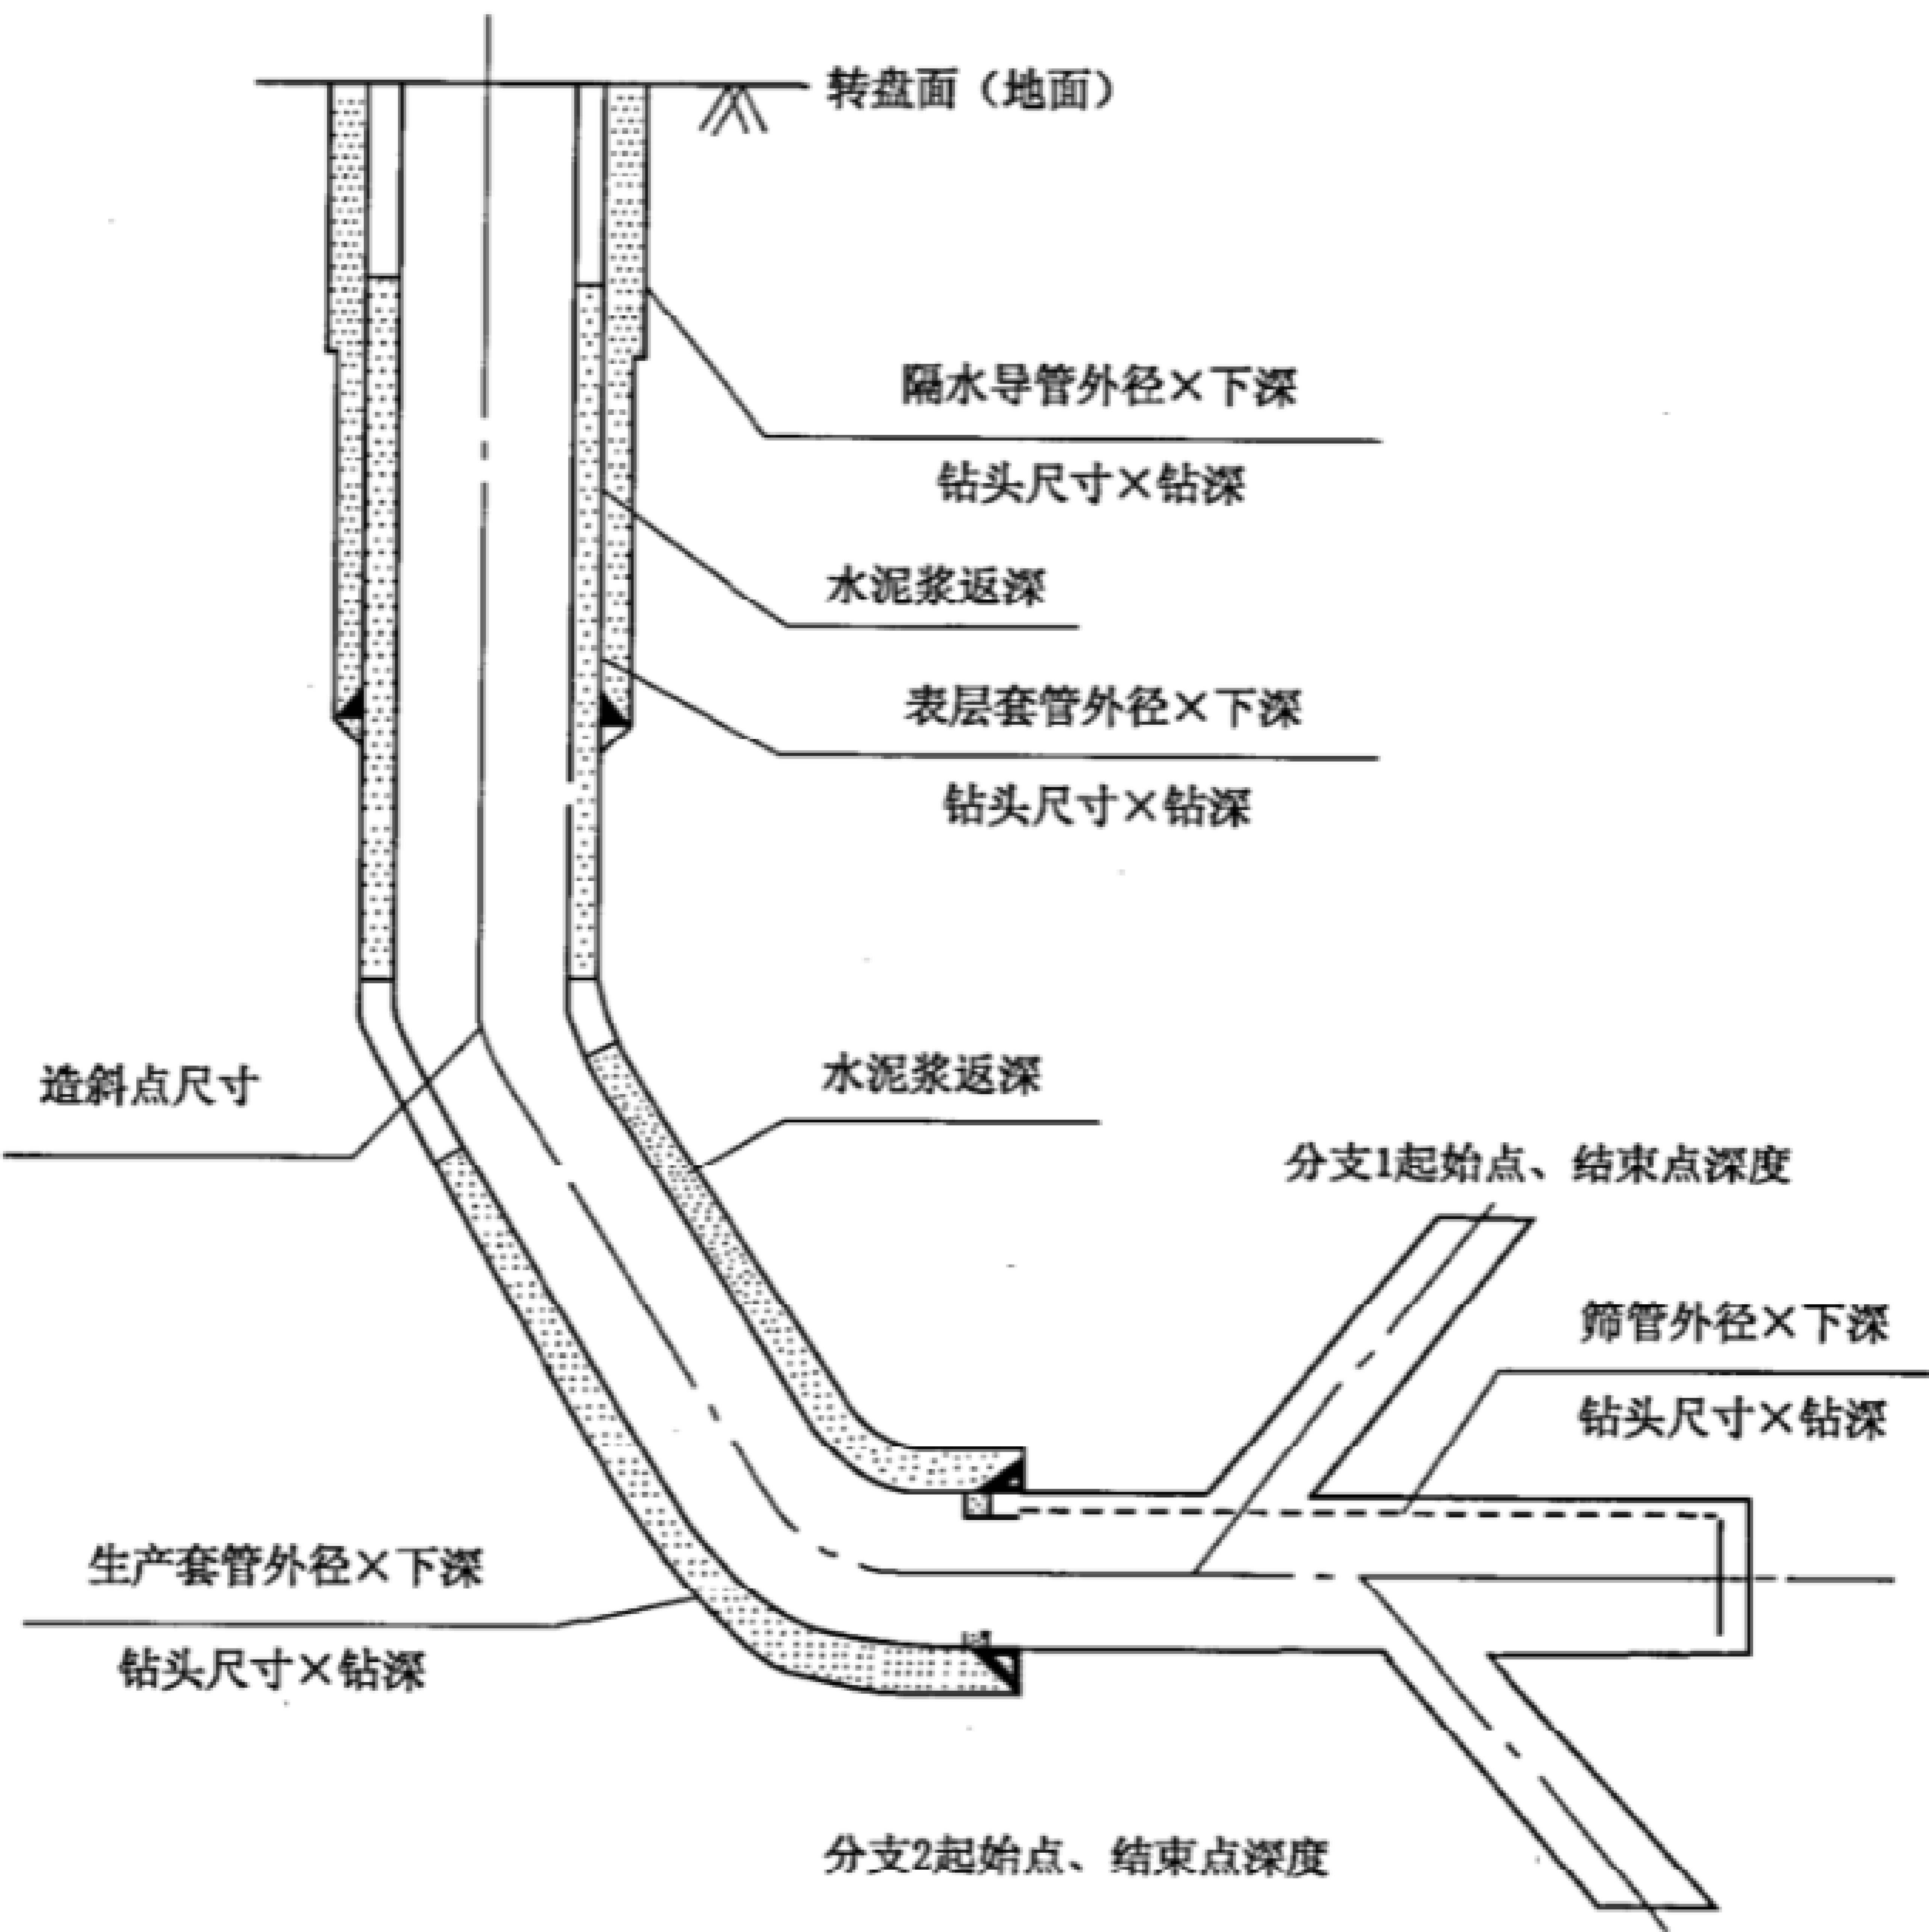 转盘面（地面）
隔水导管外径×下深
钻头尺寸×钻深
水泥浆返深
表层套管外径×下深
钻头尺寸×钻深
造斜点尺寸
水泥浆返深
分支1起始点、结束点深度
筛管外径×下深
钻头尺寸×钻深
生产套管外径×下深
钻头尺寸×钻深
分支2起始点、结束点深度